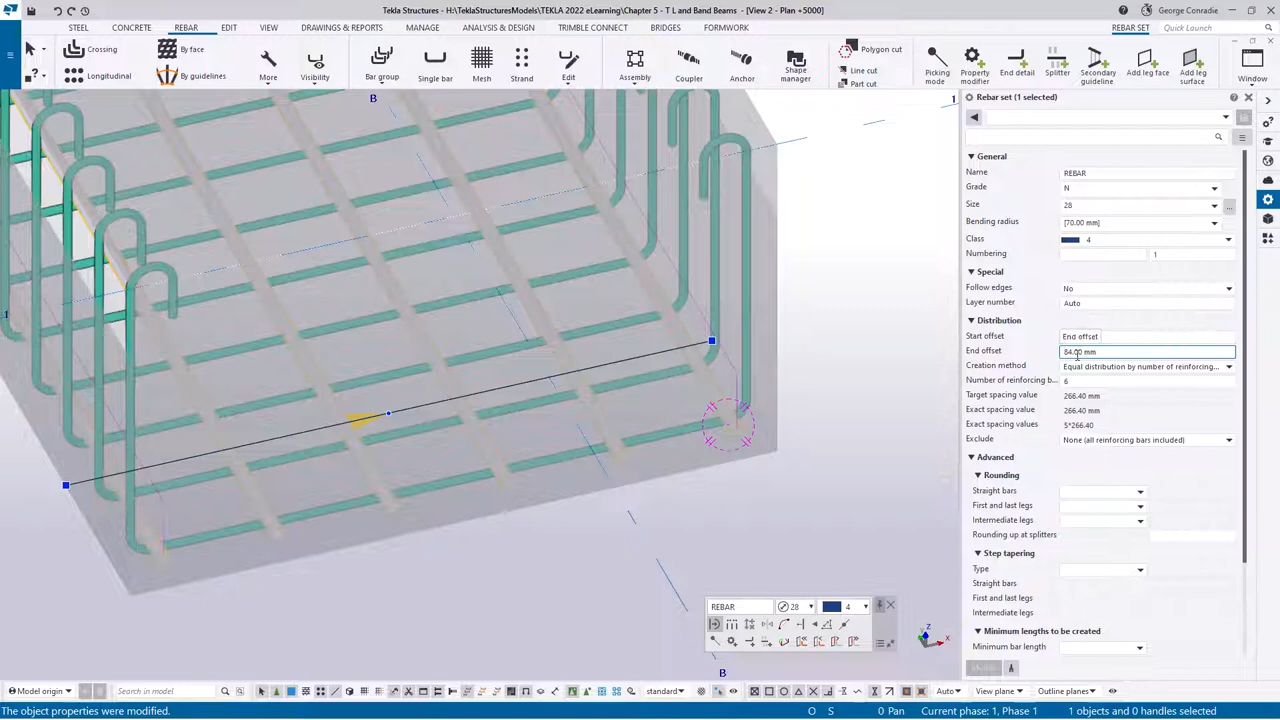 Tekla Structures - H:\TeklaStructuresModels\TEKLA 2022 eLearning\Chapter 5 - T L and Band Beams - [View 2 - Plan +5000]
George Conradie
STEEL CONCRETE REBAR EDIT DRAWINGS & REPORTS MANAGE ANALYSIS & DESIGN TRIMBLE CONNECT BRIDGES FORMWORK REBAR SET Quick Launch
Crossing By face Polygon cut
Line cut
Longitudinal By guidelines More Visibility Bar group Single bar Mesh Strand Edit Assembly Coupler Anchor Shape manager Part cut Picking mode Property modifier End detail Splitter Secondary guideline Add leg face Add leg surface Window
B
1
Rebar set (1 selected)
General
Name REBAR
Grade N
Size 28 ...
Bending radius [70.00 mm]
Class 4
Numbering 1
Special
Follow edges No
Layer number Auto
Distribution
Start offset End offset
End offset 84.00 mm
Creation method Equal distribution by number of reinforcing...
Number of reinforcing b... 6
Target spacing value 266.40 mm
Exact spacing value 266.40 mm
Exact spacing values 5*266.40
Exclude None (all reinforcing bars included)
Advanced
Rounding
Straight bars
First and last legs
Intermediate legs
Rounding up at splitters
Step tapering
Type
Straight bars
First and last legs
Intermediate legs
Minimum lengths to be created
Minimum bar length
Modify
1
REBAR 28 4
Z
X
B
Model origin Search in model standard Auto View plane Outline planes
The object properties were modified. O S 0 Pan Current phase: 1, Phase 1 1 objects and 0 handles selected